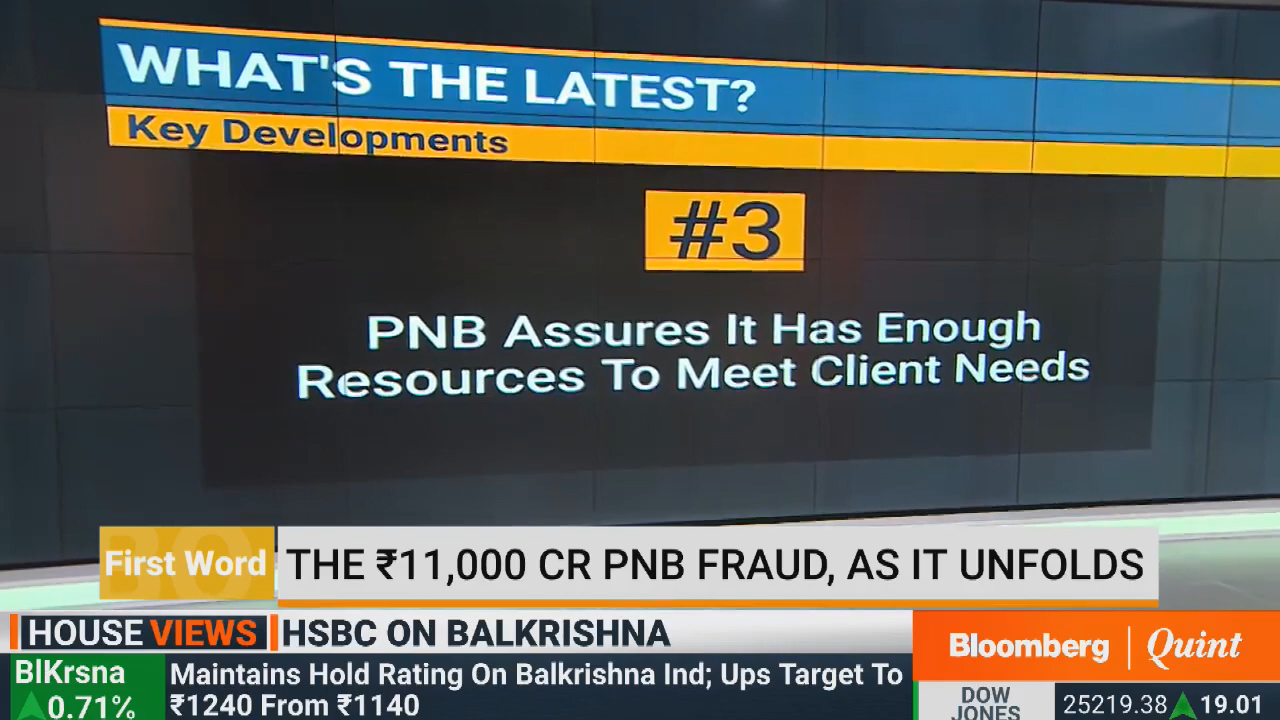 WHAT'S THE LATEST?
Key Developments
#3
PNB Assures It Has Enough
Resources To Meet Client Needs
First Word
THE ₹11,000 CR PNB FRAUD, AS IT UNFOLDS
HOUSE VIEWS
HSBC ON BALKRISHNA
BlKrsna
0.71%
Maintains Hold Rating On Balkrishna Ind; Ups Target To
₹1240 From ₹1140
Bloomberg | Quint
DOW
JONES
25219.38 19.01